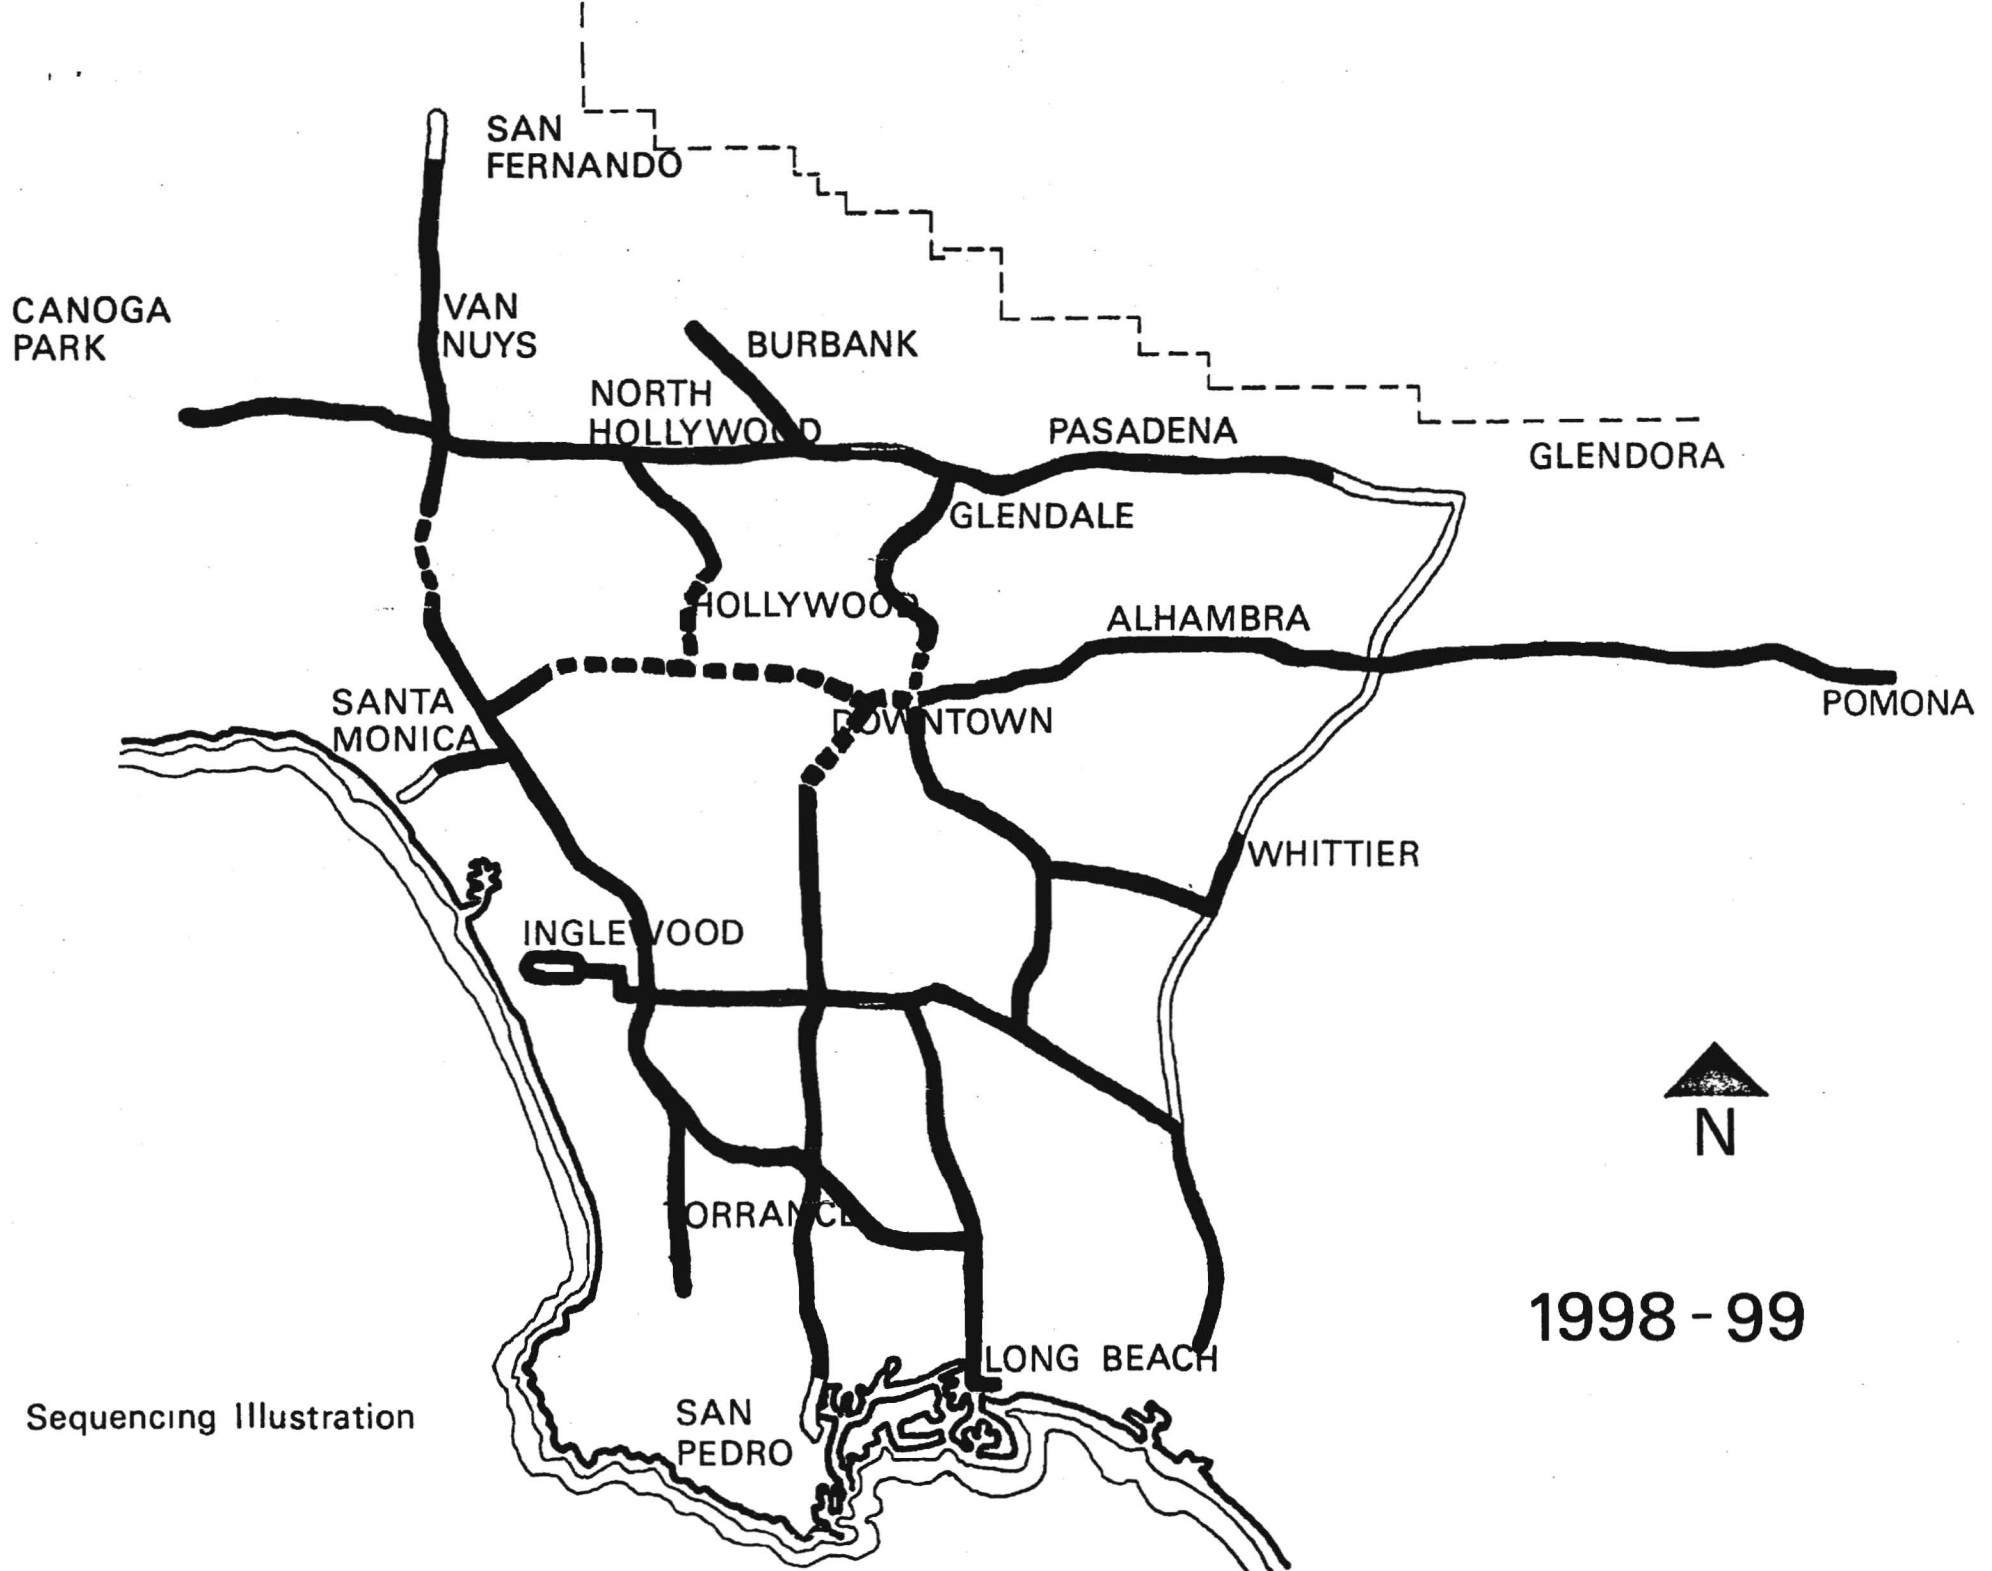 SAN
FERNANDO
CANOGA
PARK
VAN
NUYS
BURBANK
NORTH
HOLLYWOOD
PASADENA
GLENDORA
GLENDALE
HOLLYWOOD
ALHAMBRA
SANTA
MONICA
DOWNTOWN
POMONA
WHITTIER
INGLEWOOD
N
TORRANCE
1998-99
LONG BEACH
Sequencing Illustration
SAN
PEDRO